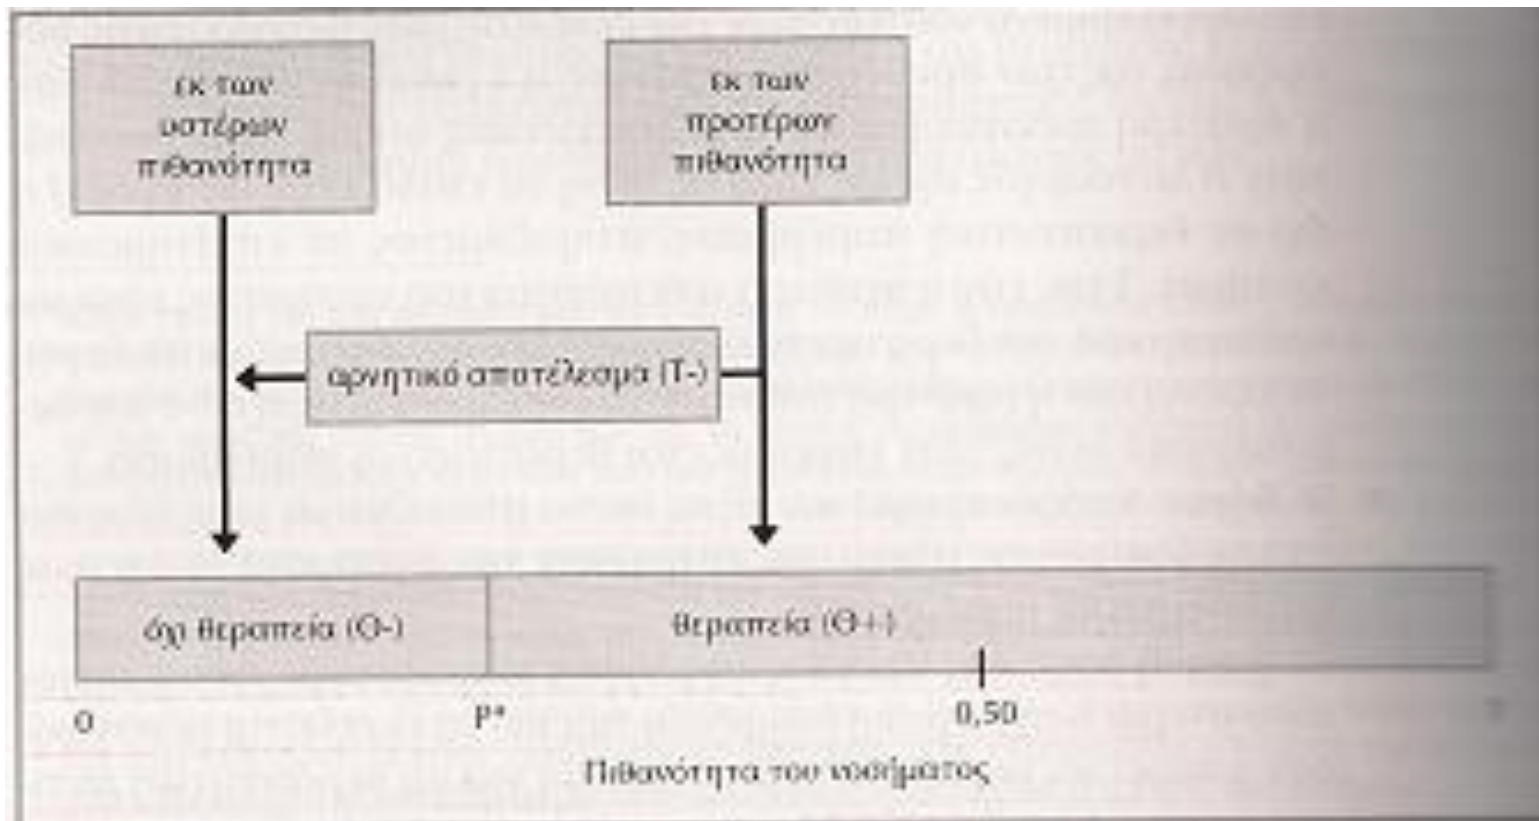 εκ των
υστέρων
πιθανότητα
εκ των
προτέρων
πιθανότητα
αρνητικό αποτέλεσμα (Τ-)
όχι θεραπεία (Θ-)
θεραπεία (Θ+)
0
P*
0,50
Πιθανότητα του νοσήματος